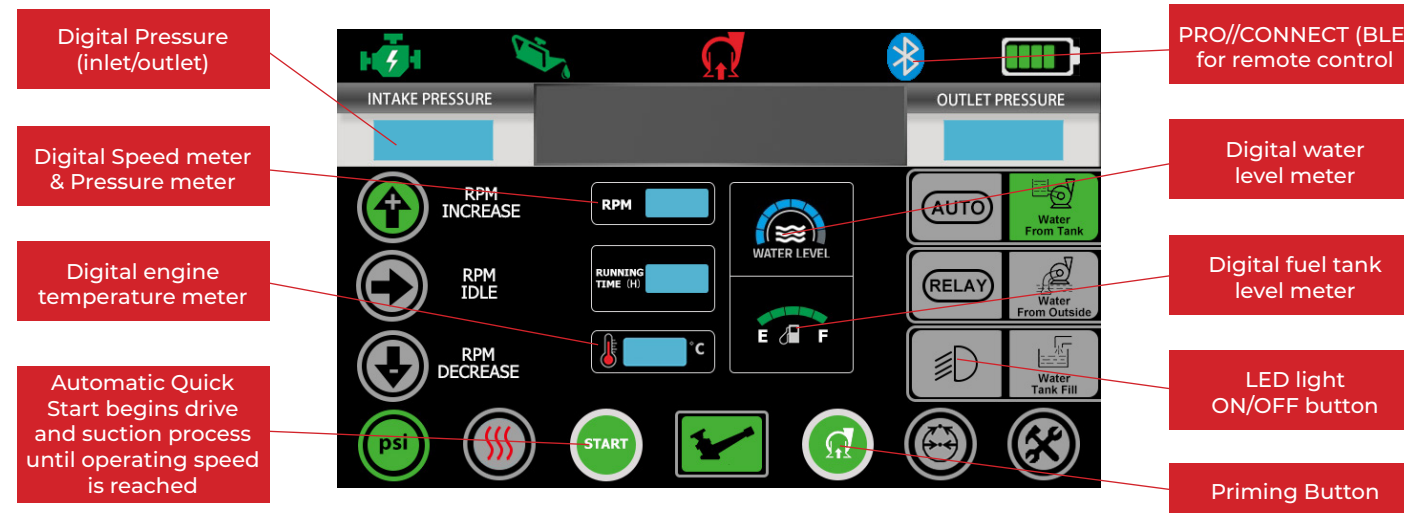 Digital Pressure
(inlet/outlet)
Digital Speed meter
& Pressure meter
Digital engine
temperature meter
Automatic Quick
Start begins drive
and suction process
until operating speed
is reached
INTAKE PRESSURE
OUTLET PRESSURE
+
RPM
INCREASE
RPM
IDLE
-
RPM
DECREASE
RPM
RUNNING
TIME (H)
°C
WATER LEVEL
E F
AUTO
Water
From Tank
RELAY
Water
From Outside
Water
Tank Fill
psi
START
PRO//CONNECT (BLE
for remote control
Digital water
level meter
Digital fuel tank
level meter
LED light
ON/OFF button
Priming Button